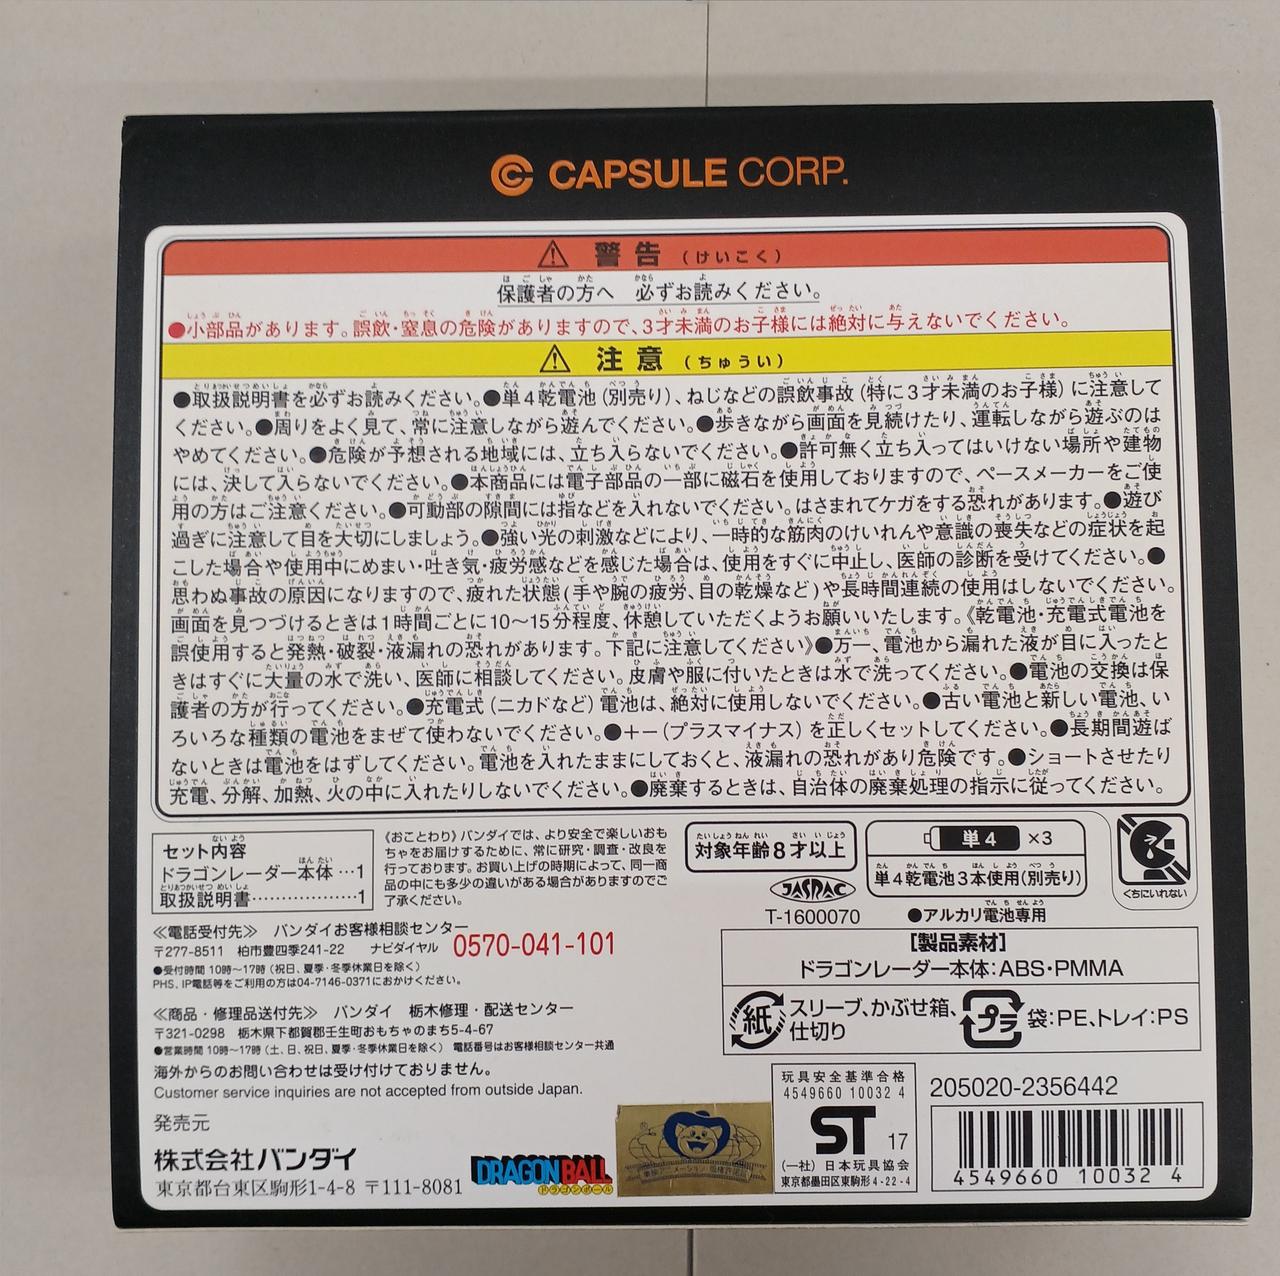 CAPSULE CORP.
警告(けいこく)
保護者の方へ 必ずお読みください。
●小部品があります。誤飲・窒息の危険がありますので、3才未満のお子様には絶対に与えないでください。
注意(ちゅうい)
●取扱説明書を必ずお読みください。●単4乾電池(別売り)、ねじなどの誤飲事故(特に3才未満のお子様)に注意して
ください。●周りをよく見て、常に注意しながら遊んでください。●歩きながら画面を見続けたり、運転しながら遊ぶのは
やめてください。●危険が予想される地域には、立ち入らないでください。●許可無く立ち入ってはいけない場所や建物
には、決して入らないでください。●本商品には電子部品の一部に磁石を使用しておりますので、ペースメーカーをご使
用の方はご注意ください。●可動部の隙間には指などを入れないでください。はさまれてケガをする恐れがあります。●遊び
過ぎに注意して目を大切にしましょう。●強い光の刺激などにより、一時的な筋肉のけいれんや意識の喪失などの症状を起
こした場合や使用中にめまい・吐き気・疲労感などを感じた場合は、使用をすぐに中止し、医師の診断を受けてください。●
思わぬ事故の原因になりますので、疲れた状態(手や腕の疲労、目の乾燥など)や長時間連続の使用はしないでください。
画面を見つづけるときは1時間ごとに10〜15分程度、休憩していただくようお願いいたします。《乾電池・充電式電池を
誤使用すると発熱・破裂・液漏れの恐れがあります。下記に注意してください》●万一、電池から漏れた液が目に入ったと
きはすぐに大量の水で洗い、医師に相談してください。皮膚や服に付いたときは水で洗ってください。●電池の交換は保
護者の方が行ってください。●充電式(ニカドなど)電池は、絶対に使用しないでください。●古い電池と新しい電池、い
ろいろな種類の電池をまぜて使わないでください。●+−(プラスマイナス)を正しくセットしてください。●長期間遊ば
ないときは電池をはずしてください。電池を入れたままにしておくと、液漏れの恐れがあり危険です。●ショートさせたり
充電、分解、加熱、火の中に入れたりしないでください。●廃棄するときは、自治体の廃棄処理の指示に従ってください。
セット内容
ドラゴンレーダー本体…1
取扱説明書………………1
《おことわり》バンダイでは、より安全で楽しいおも
ちゃをお届けするために、常に研究・調査・改良を
行っております。お買い上げの時期によって、同一商
品の中にも多少の違いがある場合がありますのでご
了承ください。
対象年齢8才以上
JASRAC
T-1600070
単4 ×3
単4乾電池3本使用(別売り)
●アルカリ電池専用
くちにいれない
≪電話受付先≫ バンダイお客様相談センター
〒277-8511 柏市豊四季241-22 ナビダイヤル 0570-041-101
●受付時間 10時〜17時(祝日、夏季・冬季休業日を除く)
PHS、IP電話等をご利用の方は04-7146-0371におかけください。
≪商品・修理品送付先≫ バンダイ 栃木修理・配送センター
〒321-0298 栃木県下都賀郡壬生町おもちゃのまち5-4-67
●営業時間 10時〜17時(土、日、祝日、夏季・冬季休業日を除く) 電話番号はお客様相談センター共通
海外からのお問い合わせは受け付けておりません。
Customer service inquiries are not accepted from outside Japan.
[製品素材]
ドラゴンレーダー本体:ABS・PMMA
紙 スリーブ、かぶせ箱、
仕切り
プラ 袋:PE、トレイ:PS
発売元
株式会社バンダイ
東京都台東区駒形1-4-8 〒111-8081
DRAGON BALL
ドラゴンボール
玩具安全基準合格
4549660 10032 4
ST 17
(一社)日本玩具協会
東京都墨田区東駒形4-22-4
205020-2356442
4549660 10032 4